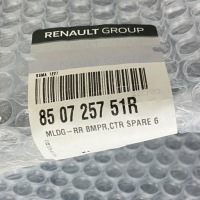 RENAULT GROUP
85 07 257 51R
MLDG-RR BMPR,CTR SPARE 6